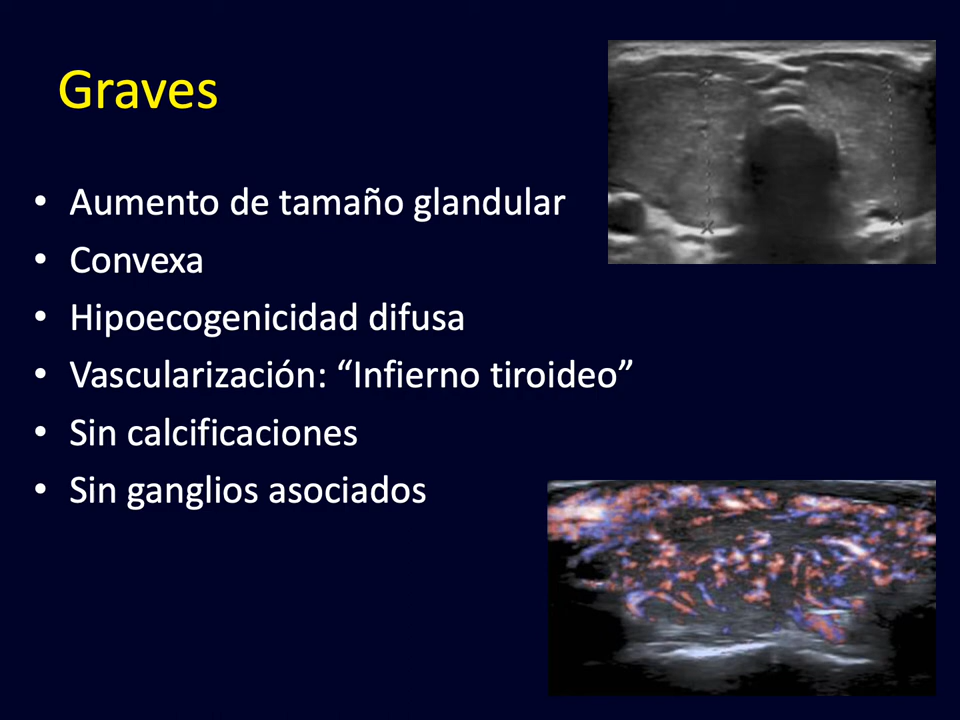 Graves
• Aumento de tamaño glandular
• Convexa
• Hipoecogenicidad difusa
• Vascularización: “Infierno tiroideo”
• Sin calcificaciones
• Sin ganglios asociados